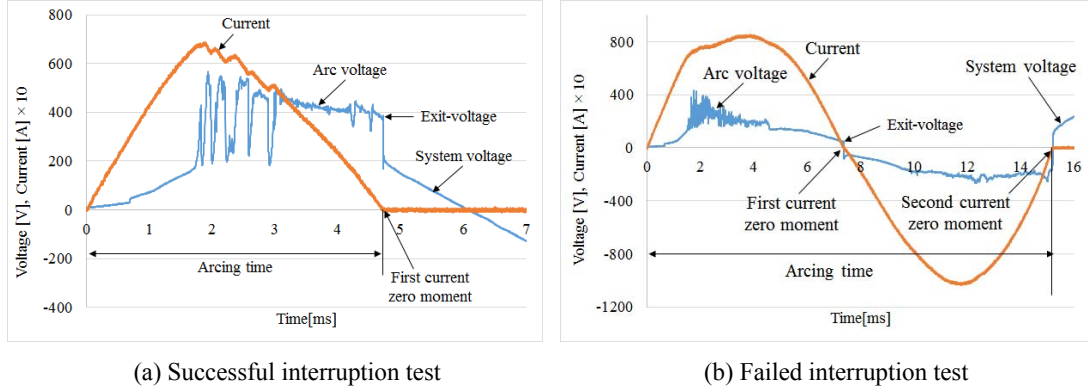 800
600
400
200
0
-200
-400
Voltage [V], Current [A] × 10
0 1 2 3 4 5 6 7
Time[ms]
Current
Arc voltage
Exit-voltage
System voltage
Arcing time
First current
zero moment
(a) Successful interruption test
800
400
0
-400
-800
-1200
Voltage [V], Current [A] × 10
0 2 4 6 8 10 12 14 16
Time[ms]
Current
System voltage
Arc voltage
Exit-voltage
First current
zero moment
Second current
zero moment
Arcing time
(b) Failed interruption test